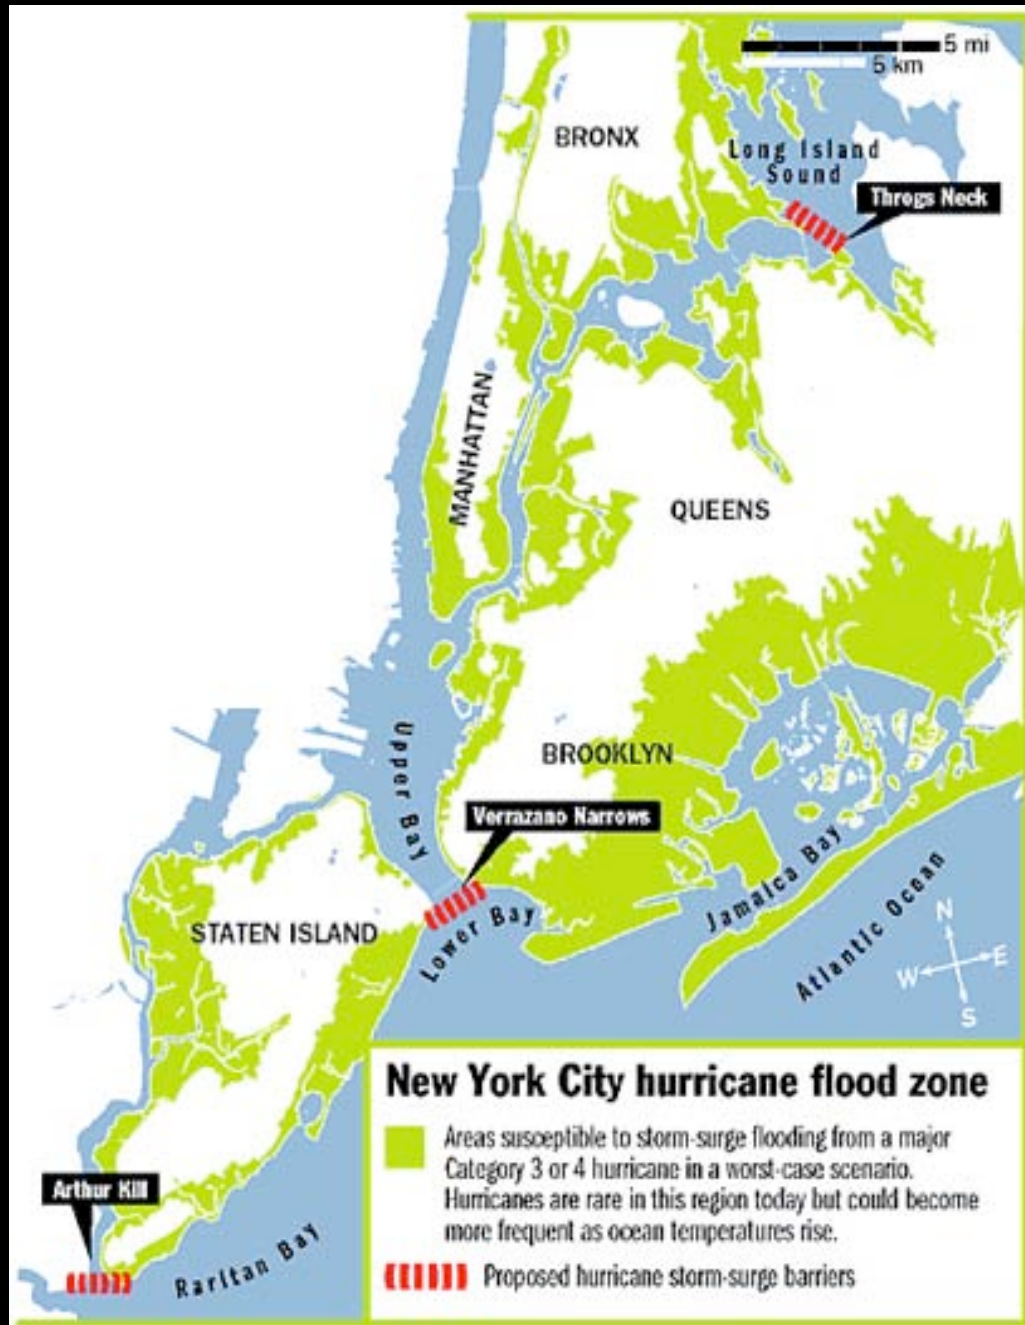 5 mi
5 km
BRONX
Long Island
Sound
Throgs Neck
MANHATTAN
QUEENS
Upper Bay
BROOKLYN
Verrazano Narrows
Jamaica Bay
STATEN ISLAND
Lower Bay
Atlantic Ocean
N
W
E
S
New York City hurricane flood zone
Areas susceptible to storm-surge flooding from a major
Category 3 or 4 hurricane in a worst-case scenario.
Hurricanes are rare in this region today but could become
more frequent as ocean temperatures rise.
Arthur Kill
Raritan Bay
Proposed hurricane storm-surge barriers